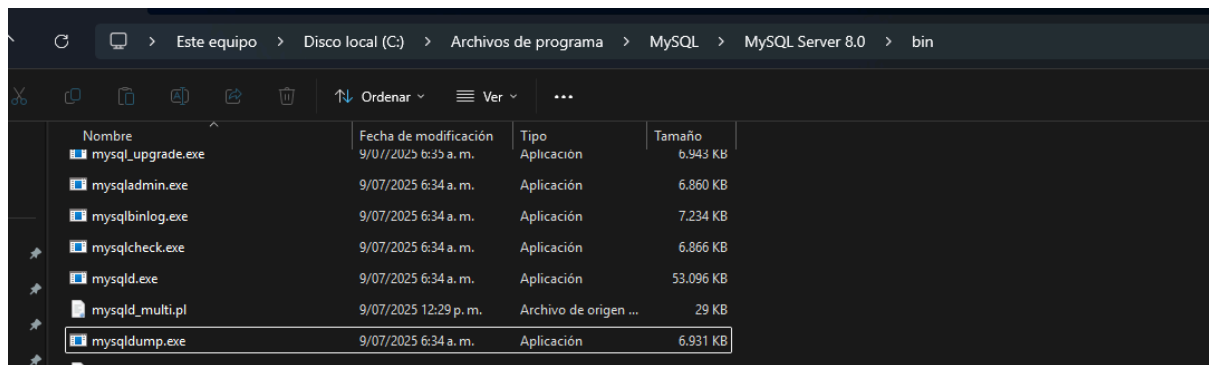 Este equipo > Disco local (C:) > Archivos de programa > MySQL > MySQL Server 8.0 > bin
Ordenar Ver ...
Nombre Fecha de modificación Tipo Tamaño
mysql_upgrade.exe 9/07/2025 6:35 a. m. Aplicación 6.943 KB
mysqladmin.exe 9/07/2025 6:34 a. m. Aplicación 6.860 KB
mysqlbinlog.exe 9/07/2025 6:34 a. m. Aplicación 7.234 KB
mysqlcheck.exe 9/07/2025 6:34 a. m. Aplicación 6.866 KB
mysqld.exe 9/07/2025 6:34 a. m. Aplicación 53.096 KB
mysqld_multi.pl 9/07/2025 12:29 p. m. Archivo de origen ... 29 KB
mysqldump.exe 9/07/2025 6:34 a. m. Aplicación 6.931 KB